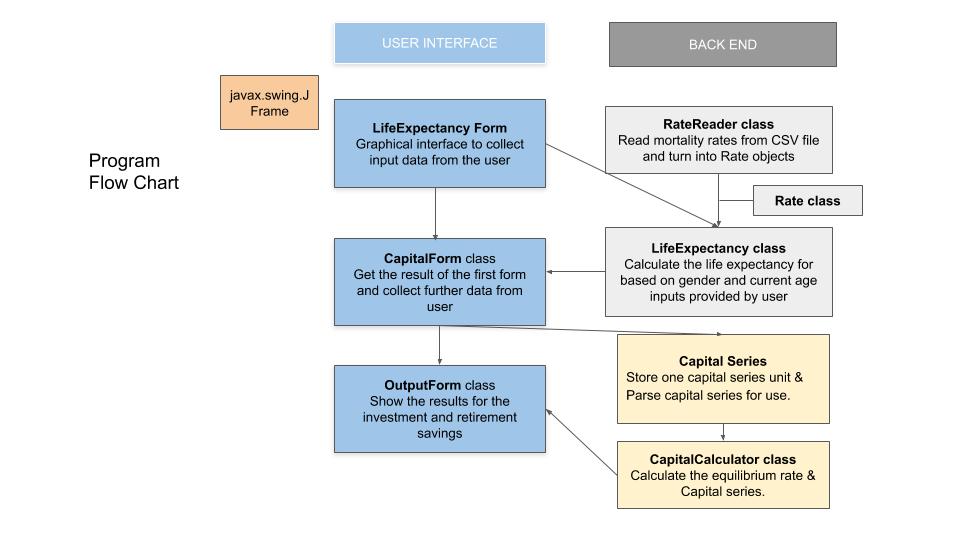 USER INTERFACE
BACK END
javax.swing.J
Frame
Program
Flow Chart
LifeExpectancy Form
Graphical interface to collect
input data from the user
RateReader class
Read mortality rates from CSV file
and turn into Rate objects
Rate class
CapitalForm class
Get the result of the first form
and collect further data from
user
LifeExpectancy class
Calculate the life expectancy for
based on gender and current age
inputs provided by user
Capital Series
Store one capital series unit &
Parse capital series for use.
OutputForm class
Show the results for the
investment and retirement
savings
CapitalCalculator class
Calculate the equilibrium rate &
Capital series.